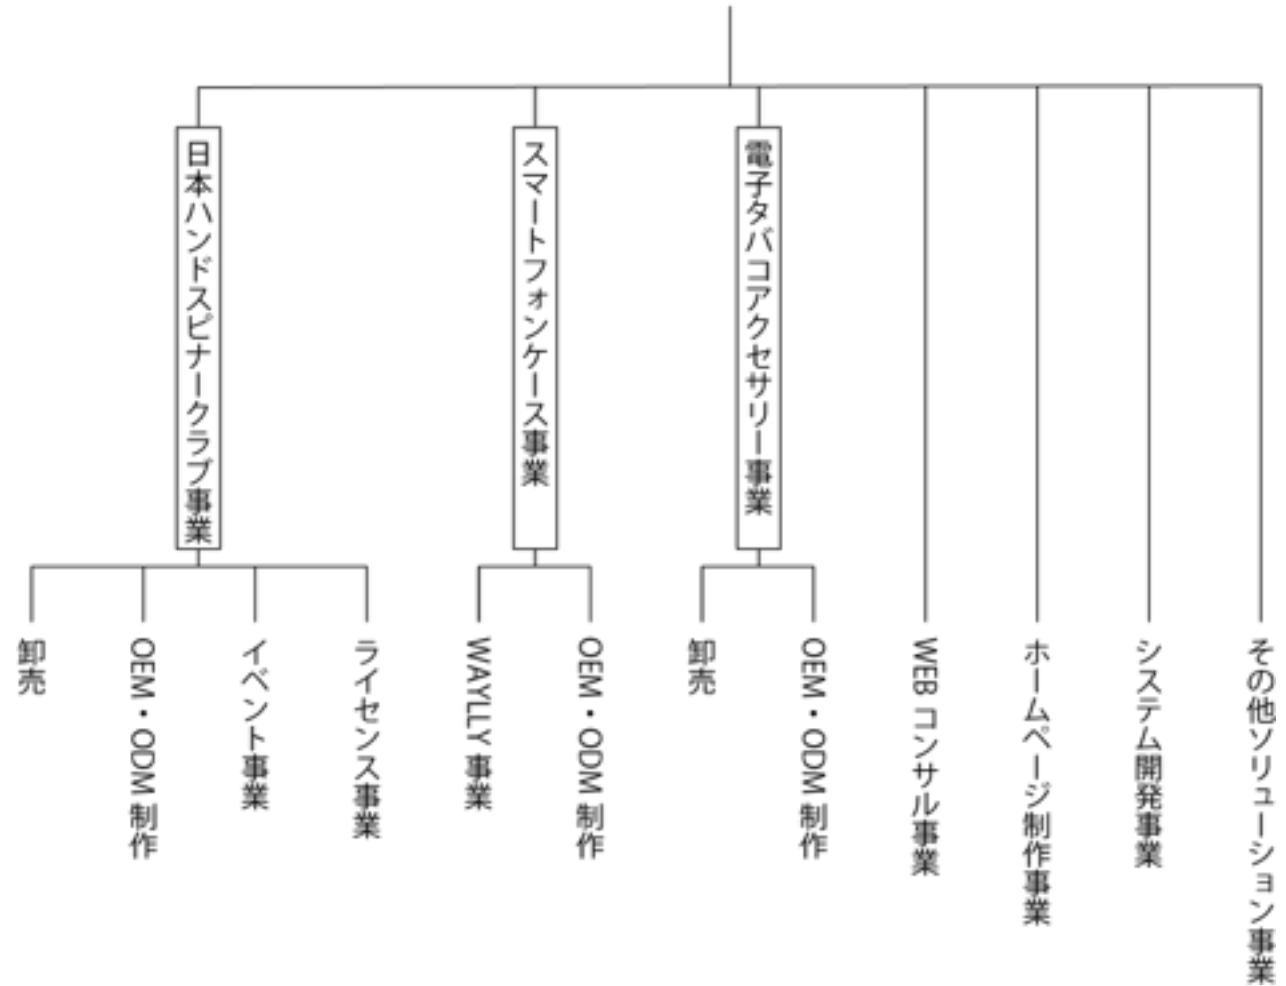 日本ハンドスピナークラブ事業
スマートフォンケース事業
電子タバコアクセサリー事業
卸売
OEM・ODM 制作
イベント事業
ライセンス事業
WAYLLY 事業
OEM・ODM 制作
卸売
OEM・ODM 制作
WEB コンサル事業
ホームページ制作事業
システム開発事業
その他ソリューション事業